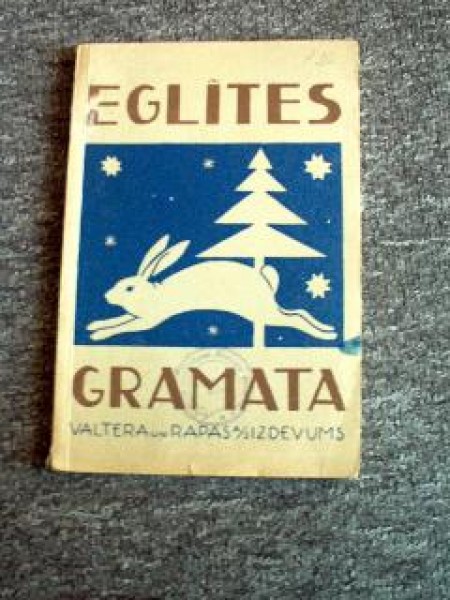 EGLĪTES
GRAMATA
VALTERA un RAPAS A/S IZDEVUMS